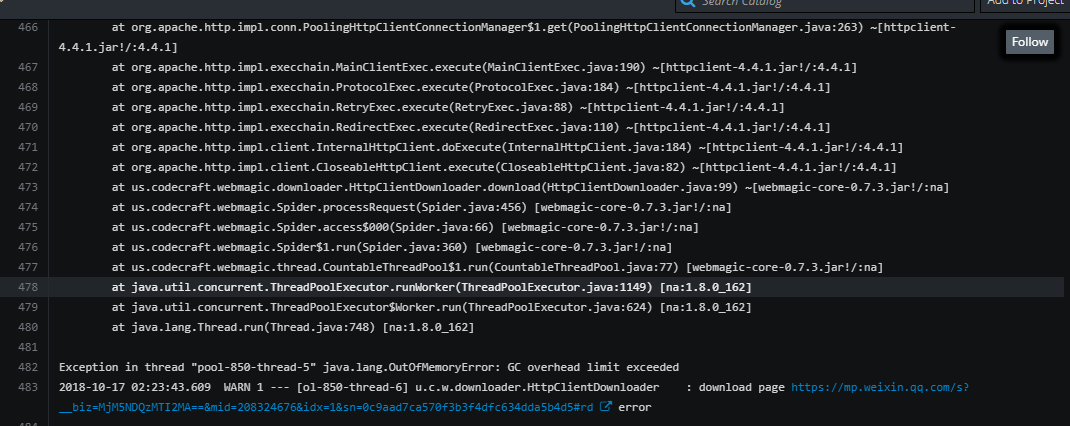 Search Catalog
Add to Project
Follow
466 at org.apache.http.impl.conn.PoolingHttpClientConnectionManager$1.get(PoolingHttpClientConnectionManager.java:263) ~[httpclient-
4.4.1.jar!/:4.4.1]
467 at org.apache.http.impl.execchain.MainClientExec.execute(MainClientExec.java:190) ~[httpclient-4.4.1.jar!/:4.4.1]
468 at org.apache.http.impl.execchain.ProtocolExec.execute(ProtocolExec.java:184) ~[httpclient-4.4.1.jar!/:4.4.1]
469 at org.apache.http.impl.execchain.RetryExec.execute(RetryExec.java:88) ~[httpclient-4.4.1.jar!/:4.4.1]
470 at org.apache.http.impl.execchain.RedirectExec.execute(RedirectExec.java:110) ~[httpclient-4.4.1.jar!/:4.4.1]
471 at org.apache.http.impl.client.InternalHttpClient.doExecute(InternalHttpClient.java:184) ~[httpclient-4.4.1.jar!/:4.4.1]
472 at org.apache.http.impl.client.CloseableHttpClient.execute(CloseableHttpClient.java:82) ~[httpclient-4.4.1.jar!/:4.4.1]
473 at us.codecraft.webmagic.downloader.HttpClientDownloader.download(HttpClientDownloader.java:99) ~[webmagic-core-0.7.3.jar!/:na]
474 at us.codecraft.webmagic.Spider.processRequest(Spider.java:456) [webmagic-core-0.7.3.jar!/:na]
475 at us.codecraft.webmagic.Spider.access$000(Spider.java:66) [webmagic-core-0.7.3.jar!/:na]
476 at us.codecraft.webmagic.Spider$1.run(Spider.java:360) [webmagic-core-0.7.3.jar!/:na]
477 at us.codecraft.webmagic.thread.CountableThreadPool$1.run(CountableThreadPool.java:77) [webmagic-core-0.7.3.jar!/:na]
478 at java.util.concurrent.ThreadPoolExecutor.runWorker(ThreadPoolExecutor.java:1149) [na:1.8.0_162]
479 at java.util.concurrent.ThreadPoolExecutor$Worker.run(ThreadPoolExecutor.java:624) [na:1.8.0_162]
480 at java.lang.Thread.run(Thread.java:748) [na:1.8.0_162]
481
482 Exception in thread "pool-850-thread-5" java.lang.OutOfMemoryError: GC overhead limit exceeded
483 2018-10-17 02:23:43.609 WARN 1 --- [ol-850-thread-6] u.c.w.downloader.HttpClientDownloader : download page https://mp.weixin.qq.com/s?
__biz=MjM5NDQzMTI2MA==&mid=208324676&idx=1&sn=0c9aad7ca570f3b3f4dfc634dda5b4d5#rd error